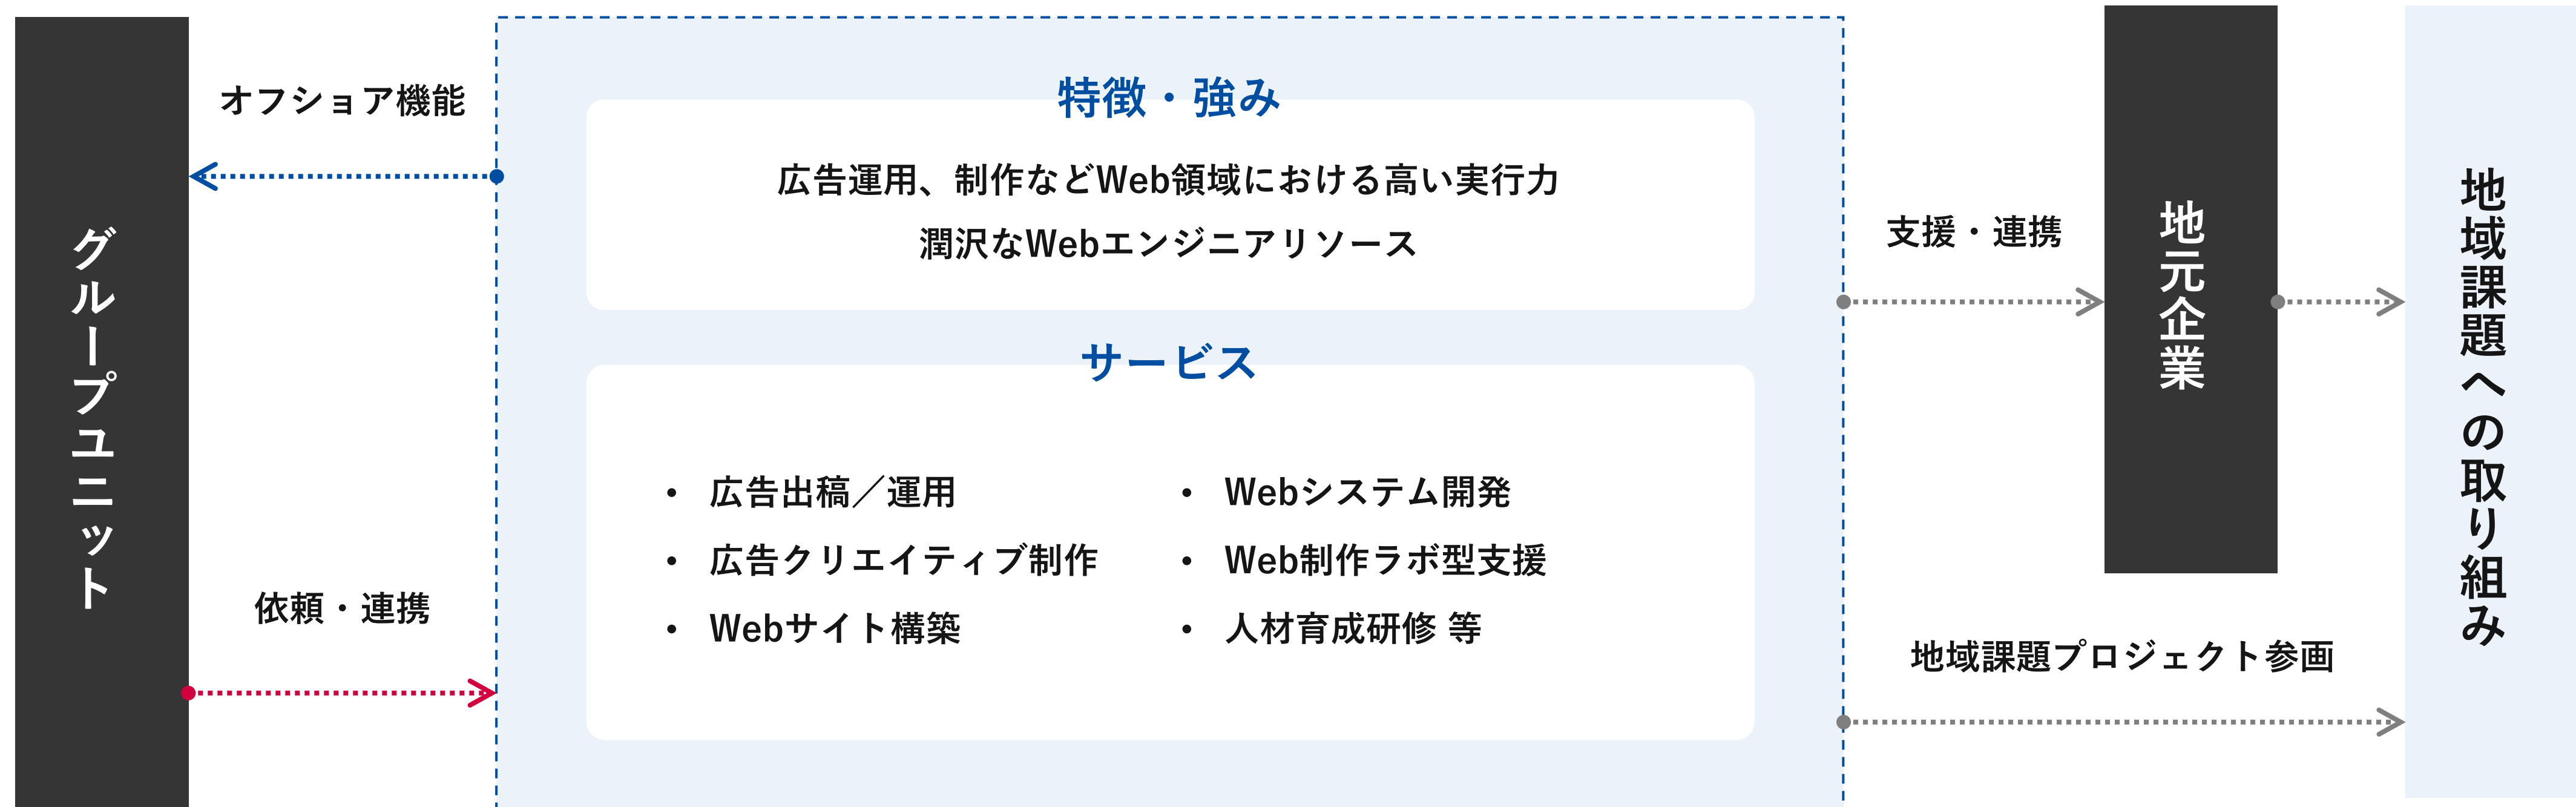 グループユニット
オフショア機能
依頼・連携
特徴・強み
広告運用、制作などWeb領域における高い実行力
潤沢なWebエンジニアリソース
サービス
• 広告出稿／運用
• 広告クリエイティブ制作
• Webサイト構築
• Webシステム開発
• Web制作ラボ型支援
• 人材育成研修 等
支援・連携
地元企業
地域課題プロジェクト参画
地域課題への取り組み